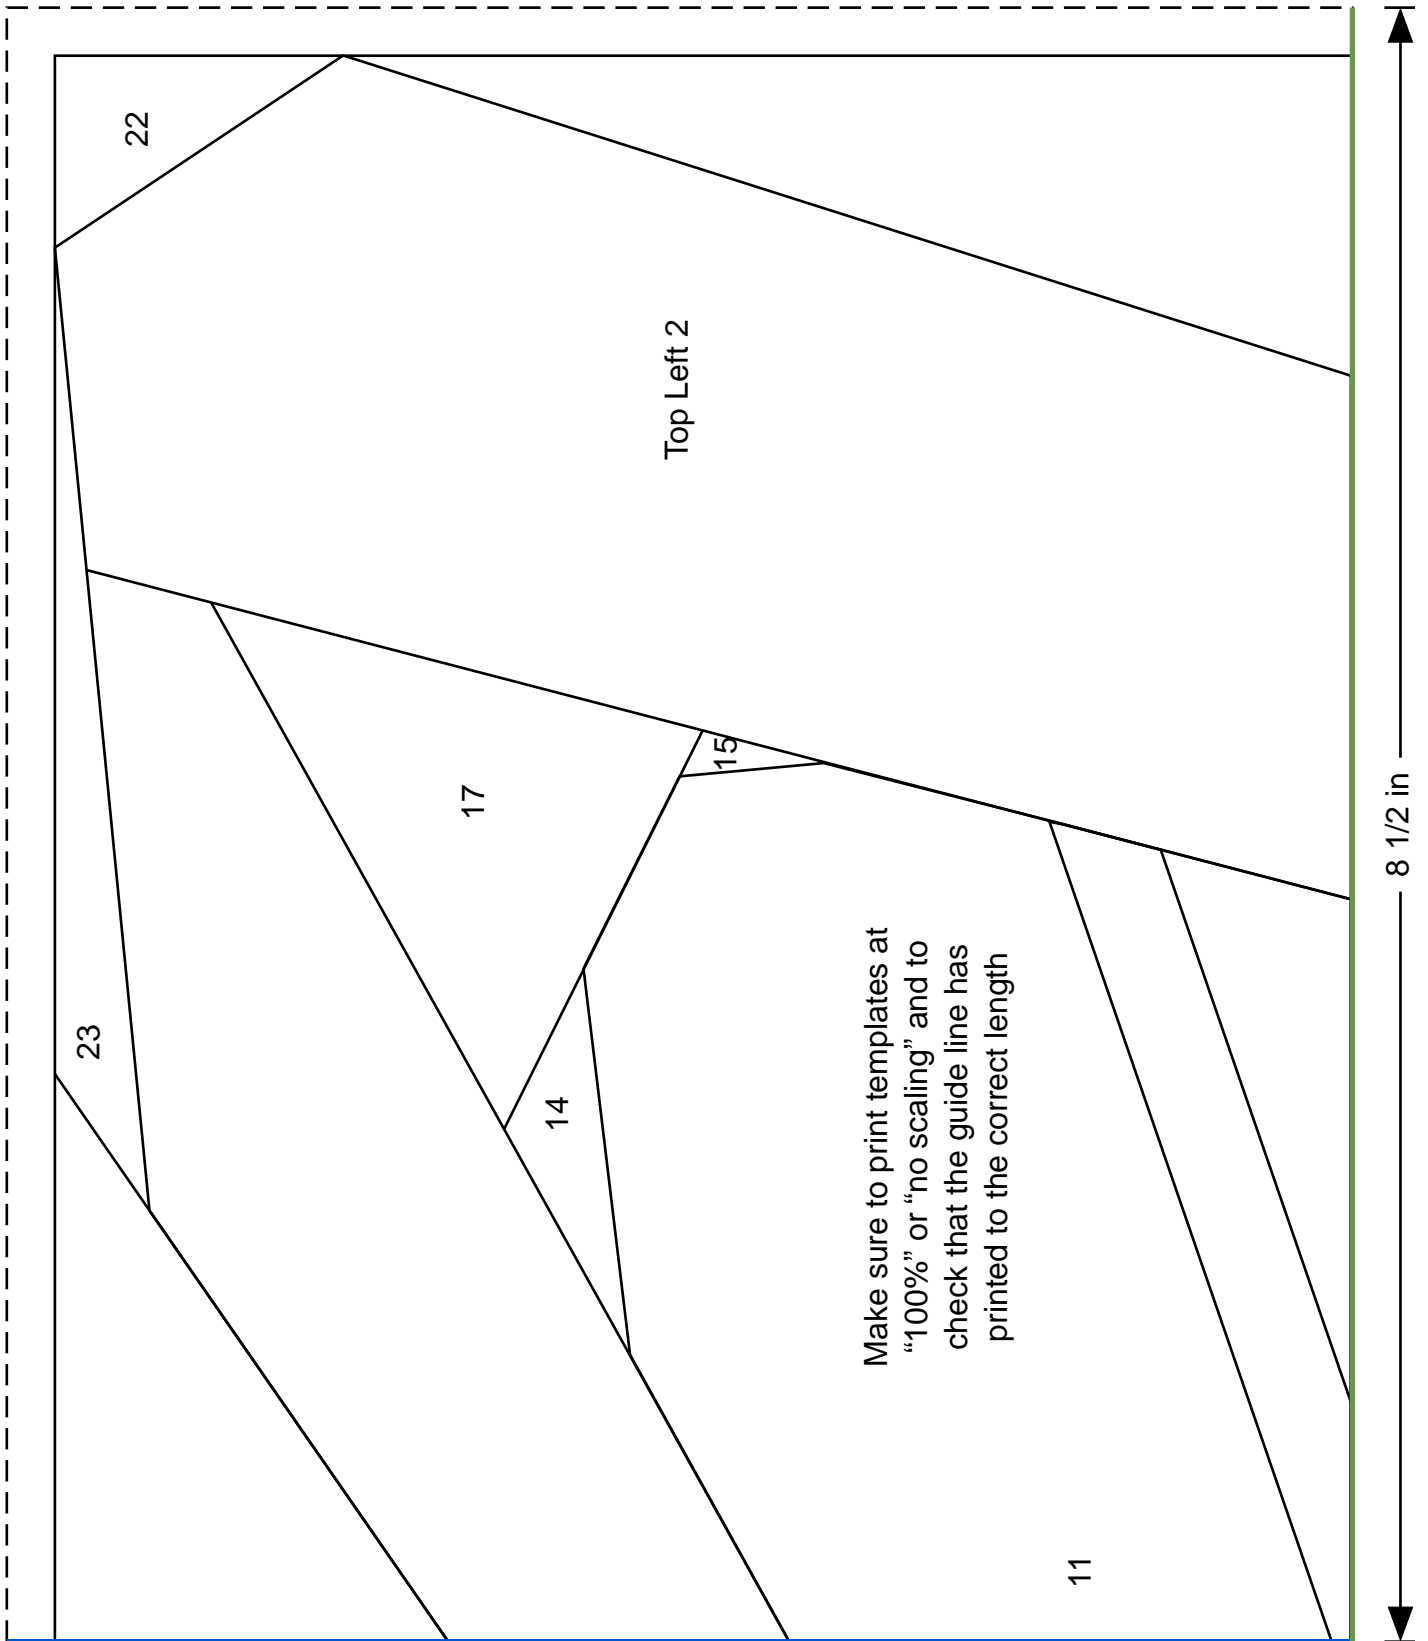 22
23
17
14
15
Top Left 2
Make sure to print templates at
“100%” or “no scaling” and to
check that the guide line has
printed to the correct length
11
8 1/2 in